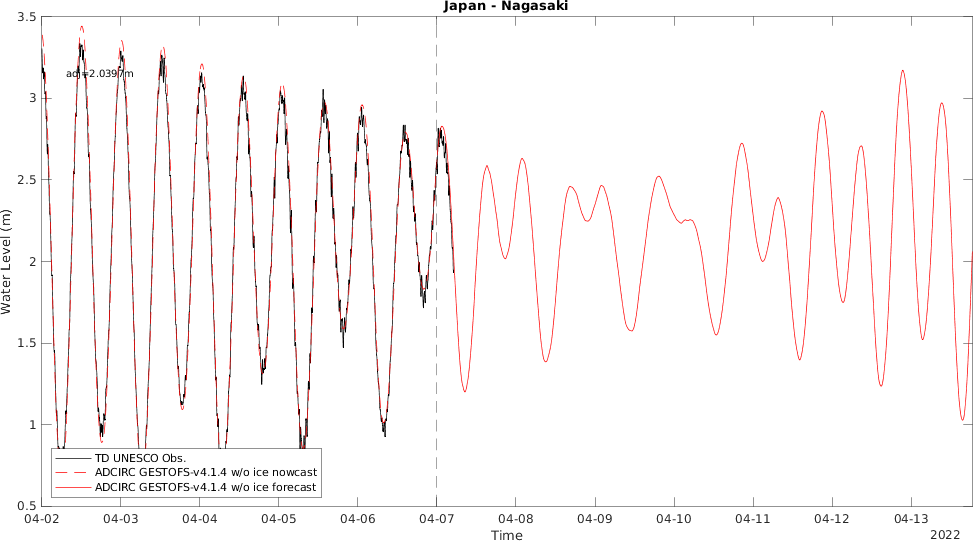 Japan - Nagasaki
3.5
adj=2.0397m
3
2.5
Water Level (m)
2
1.5
1
TD UNESCO Obs.
ADCIRC GESTOFS-v4.1.4 w/o ice nowcast
ADCIRC GESTOFS-v4.1.4 w/o ice forecast
0.5
04-02 04-03 04-04 04-05 04-06 04-07 04-08 04-09 04-10 04-11 04-12 04-13
Time
2022